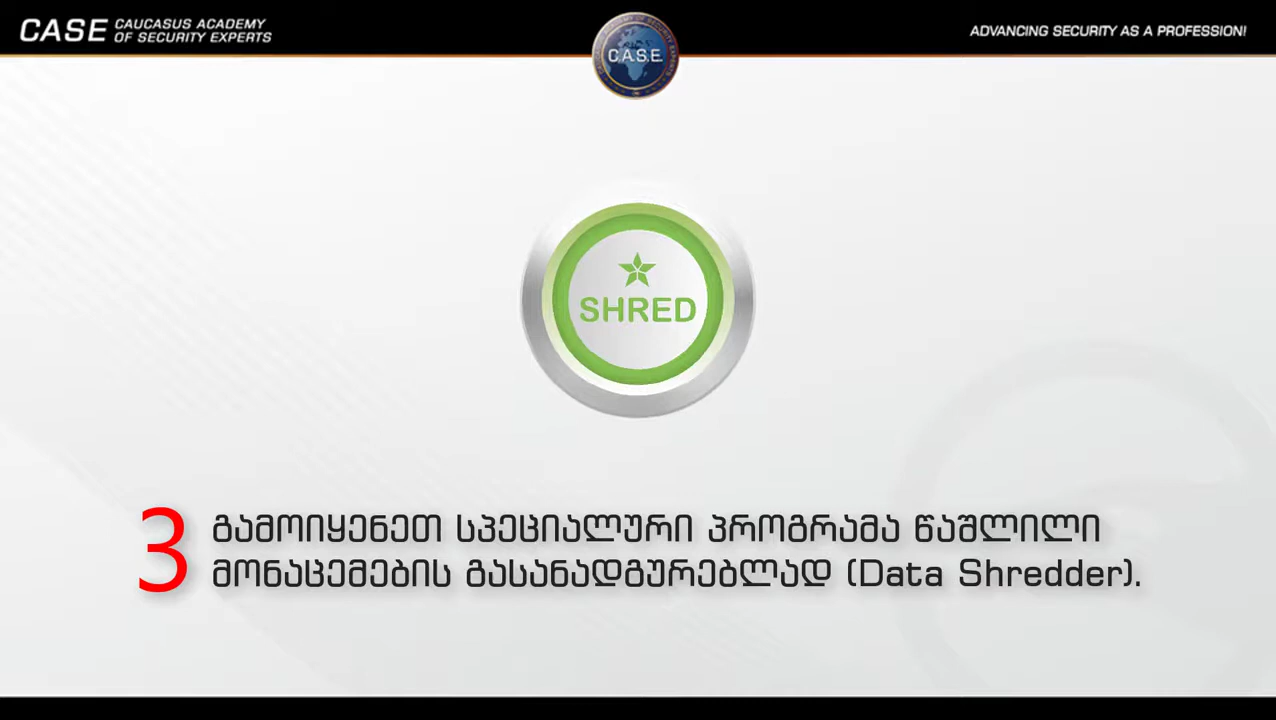 CASE CAUCASUS ACADEMY
OF SECURITY EXPERTS
C.A.S.E.
ADVANCING SECURITY AS A PROFESSION!
SHRED
3 გამოიყენეთ სპეციალური პროგრამა წაშლილი
მონაცემების გასანადგურებლად (Data Shredder).